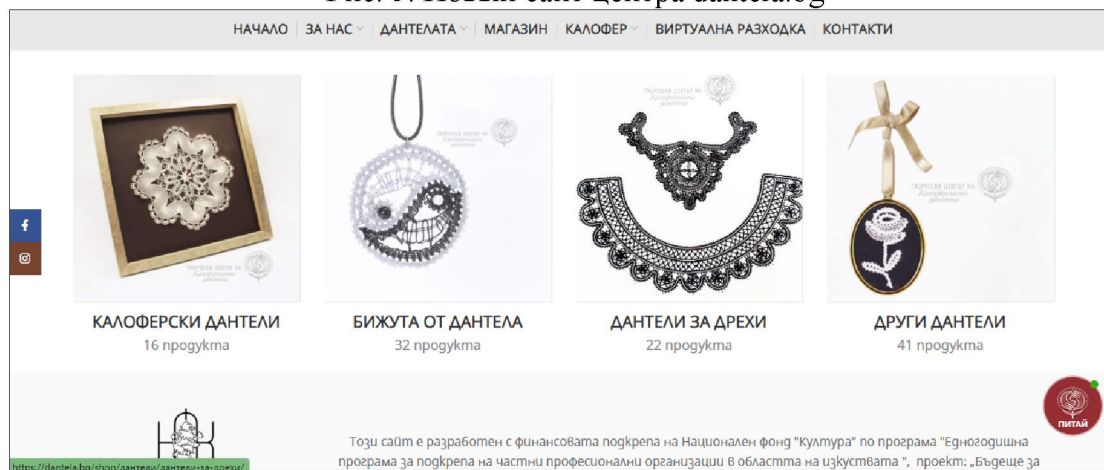 НАЧАЛО ЗА НАС ДАНТЕЛАТА МАГАЗИН КАЛОФЕР ВИРТУАЛНА РАЗХОДКА КОНТАКТИ
КАЛОФЕРСКИ ДАНТЕЛИ БИЖУТА ОТ ДАНТЕЛА ДАНТЕЛИ ЗА ДРЕХИ ДРУГИ ДАНТЕЛИ
16 продукта 32 продукта 22 продукта 41 продукта
ПИТАЙ
Този сайт е разработен с финансовата подкрепа на Национален фонд "Култура" по програма "Едногодишна
програма за подкрепа на частни професионални организации в областта на изкуствата ", проект: „Бъдеще за
https://dantela.bg/shop/дантели/дантели-за-дрехи/